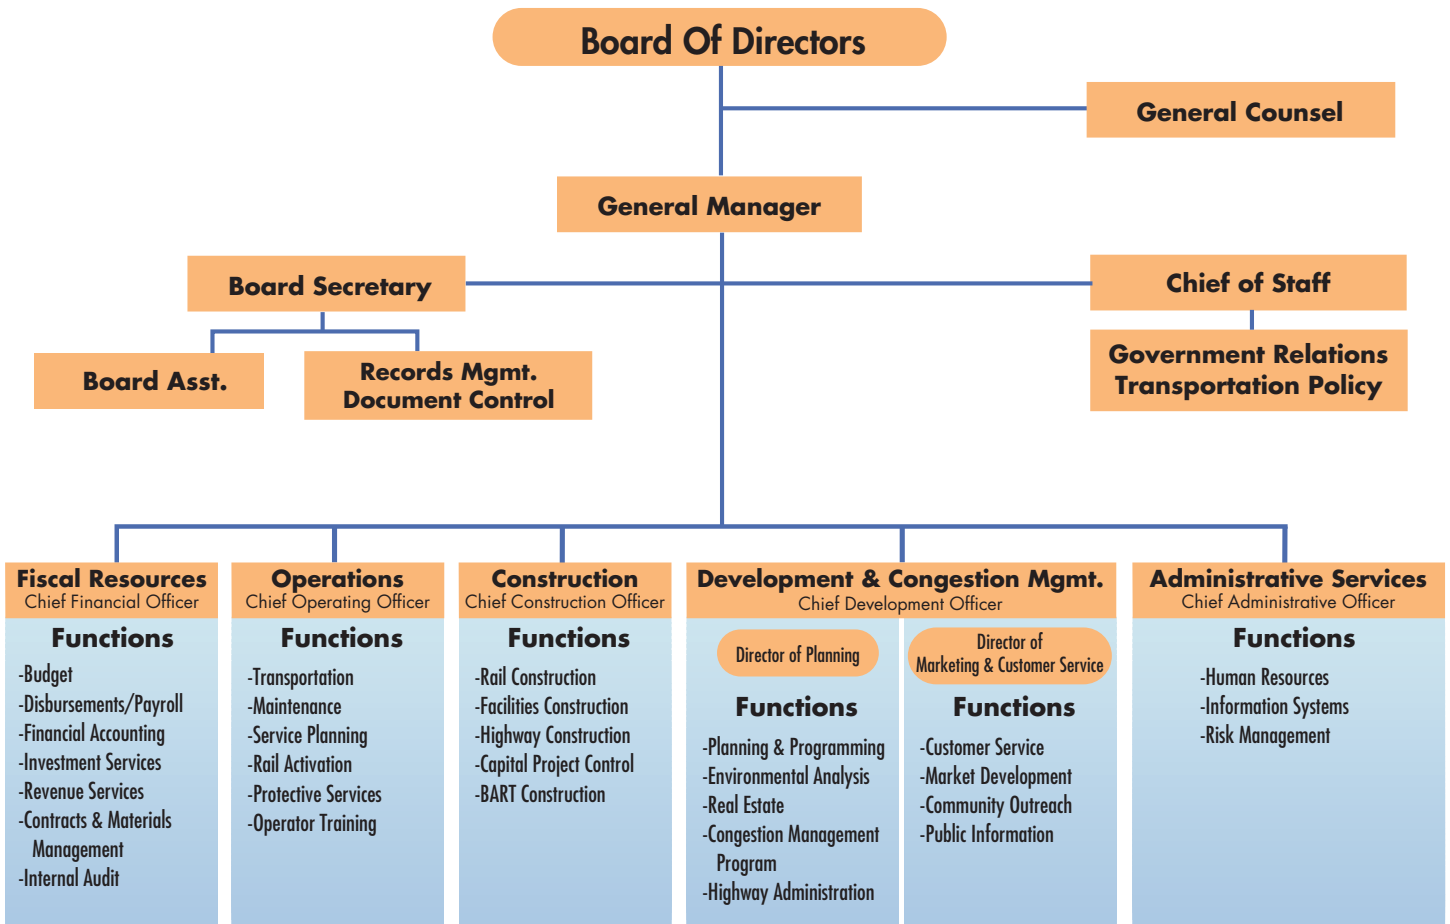 Board Of Directors
General Counsel
General Manager
Board Secretary
Chief of Staff
Board Asst.
Records Mgmt.
Document Control
Government Relations
Transportation Policy
Fiscal Resources
Chief Financial Officer
Functions
-Budget
-Disbursements/Payroll
-Financial Accounting
-Investment Services
-Revenue Services
-Contracts & Materials
Management
-Internal Audit
Operations
Chief Operating Officer
Functions
-Transportation
-Maintenance
-Service Planning
-Rail Activation
-Protective Services
-Operator Training
Construction
Chief Construction Officer
Functions
-Rail Construction
-Facilities Construction
-Highway Construction
-Capital Project Control
-BART Construction
Development & Congestion Mgmt.
Chief Development Officer
Director of Planning
Functions
-Planning & Programming
-Environmental Analysis
-Real Estate
-Congestion Management
Program
-Highway Administration
Director of
Marketing & Customer Service
Functions
-Customer Service
-Market Development
-Community Outreach
-Public Information
Administrative Services
Chief Administrative Officer
Functions
-Human Resources
-Information Systems
-Risk Management